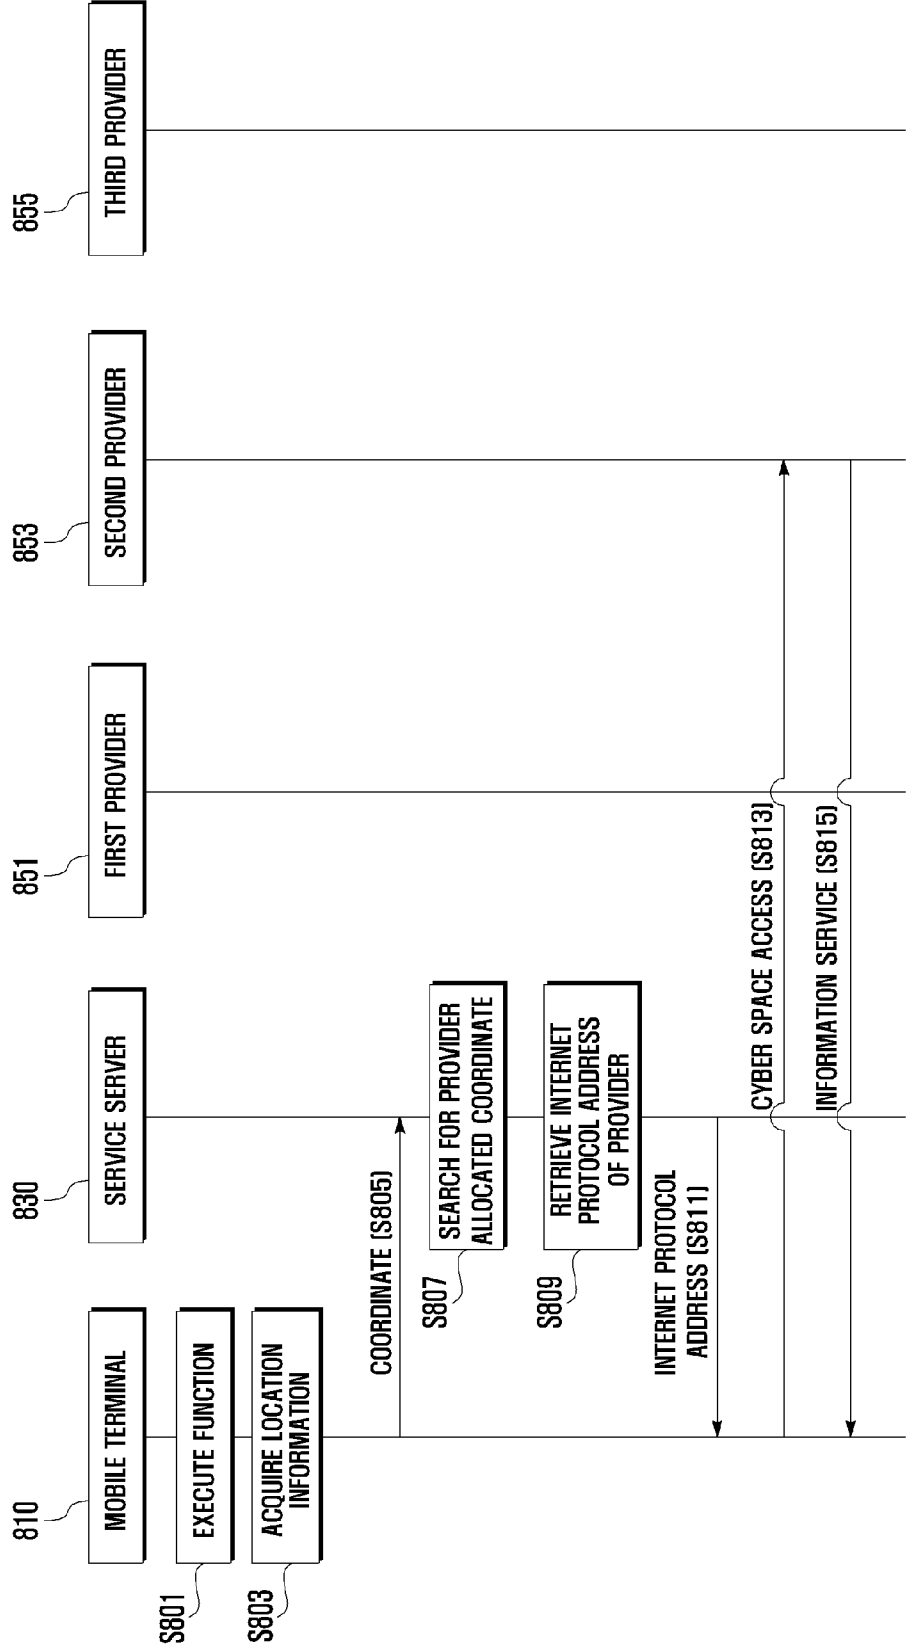 810
830
851
853
855
MOBILE TERMINAL
SERVICE SERVER
FIRST PROVIDER
SECOND PROVIDER
THIRD PROVIDER
S801
EXECUTE FUNCTION
S803
ACQUIRE LOCATION
INFORMATION
COORDINATE (S805)
S807
SEARCH FOR PROVIDER
ALLOCATED COORDINATE
S809
RETRIEVE INTERNET
PROTOCOL ADDRESS
OF PROVIDER
INTERNET PROTOCOL
ADDRESS (S811)
CYBER SPACE ACCESS (S813)
INFORMATION SERVICE (S815)